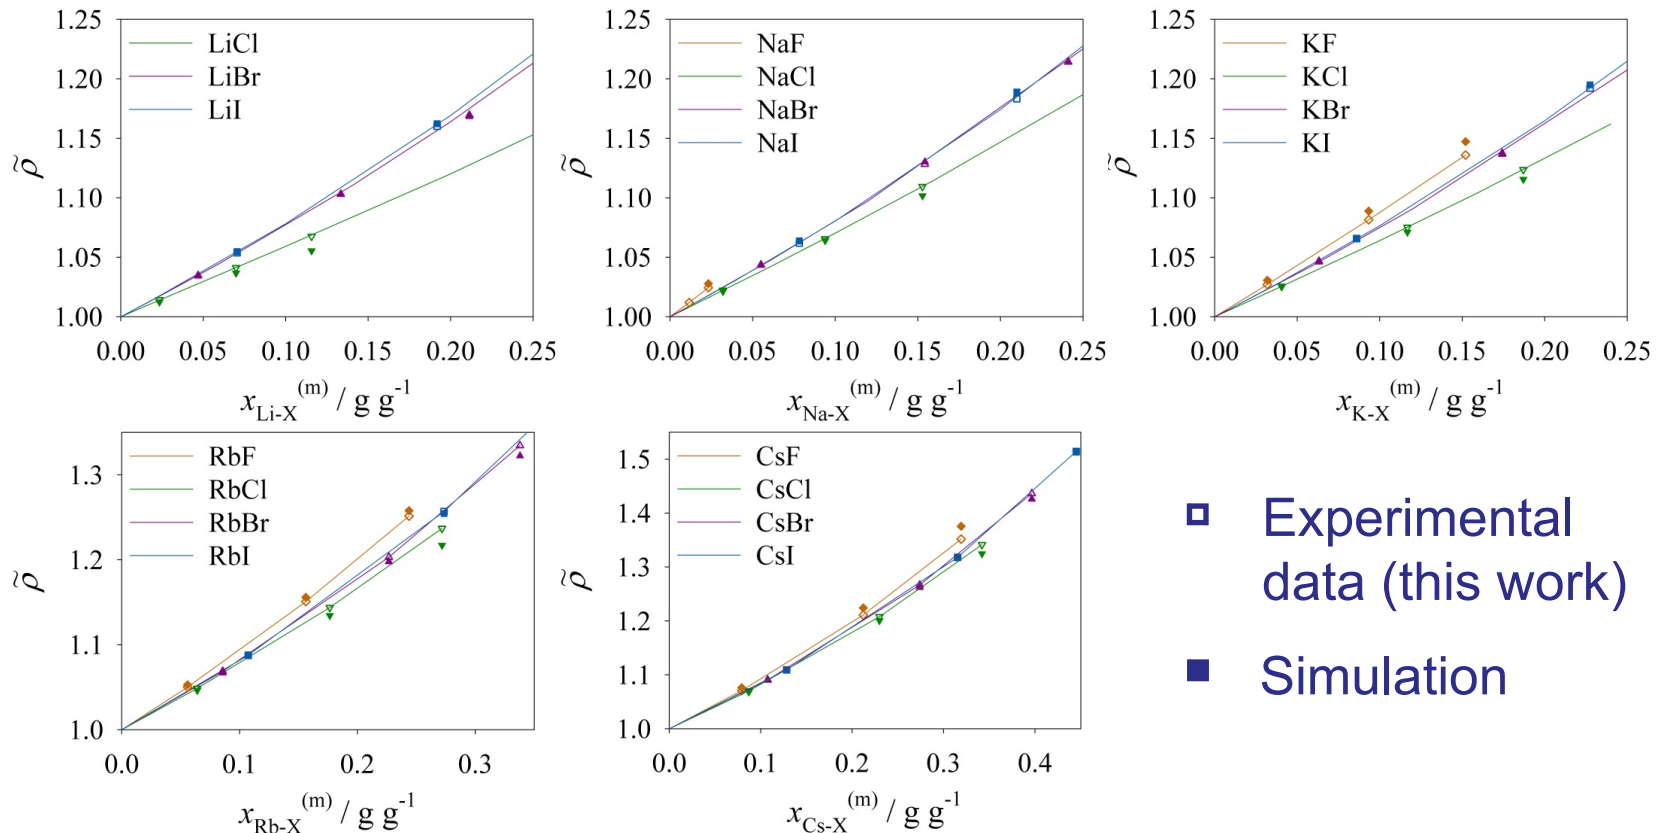 1.25
1.20
1.15
1.10
1.05
1.00
ρ̃
LiCl
LiBr
LiI
0.00 0.05 0.10 0.15 0.20 0.25
x_Li-X^(m) / g g^-1
1.25
1.20
1.15
1.10
1.05
1.00
ρ̃
NaF
NaCl
NaBr
NaI
0.00 0.05 0.10 0.15 0.20 0.25
x_Na-X^(m) / g g^-1
1.25
1.20
1.15
1.10
1.05
1.00
ρ̃
KF
KCl
KBr
KI
0.00 0.05 0.10 0.15 0.20 0.25
x_K-X^(m) / g g^-1
1.3
1.2
1.1
1.0
ρ̃
RbF
RbCl
RbBr
RbI
0.0 0.1 0.2 0.3
x_Rb-X^(m) / g g^-1
1.5
1.4
1.3
1.2
1.1
1.0
ρ̃
CsF
CsCl
CsBr
CsI
0.0 0.1 0.2 0.3 0.4
x_Cs-X^(m) / g g^-1
Experimental
data (this work)
Simulation